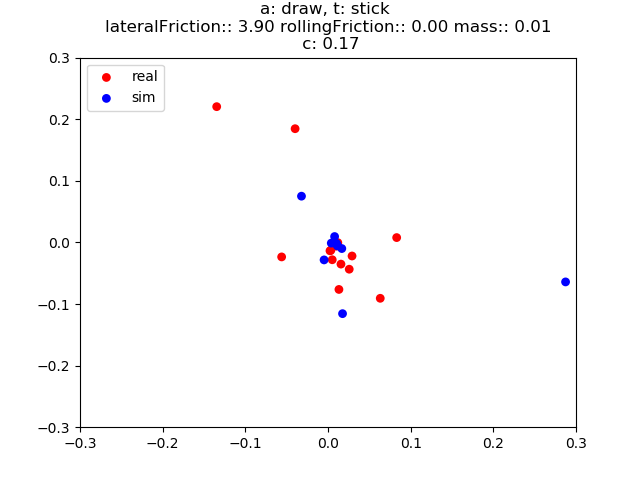 a: draw, t: stick
lateralFriction:: 3.90 rollingFriction:: 0.00 mass:: 0.01
c: 0.17
real
sim
0.3
0.2
0.1
0.0
−0.1
−0.2
−0.3
−0.3 −0.2 −0.1 0.0 0.1 0.2 0.3